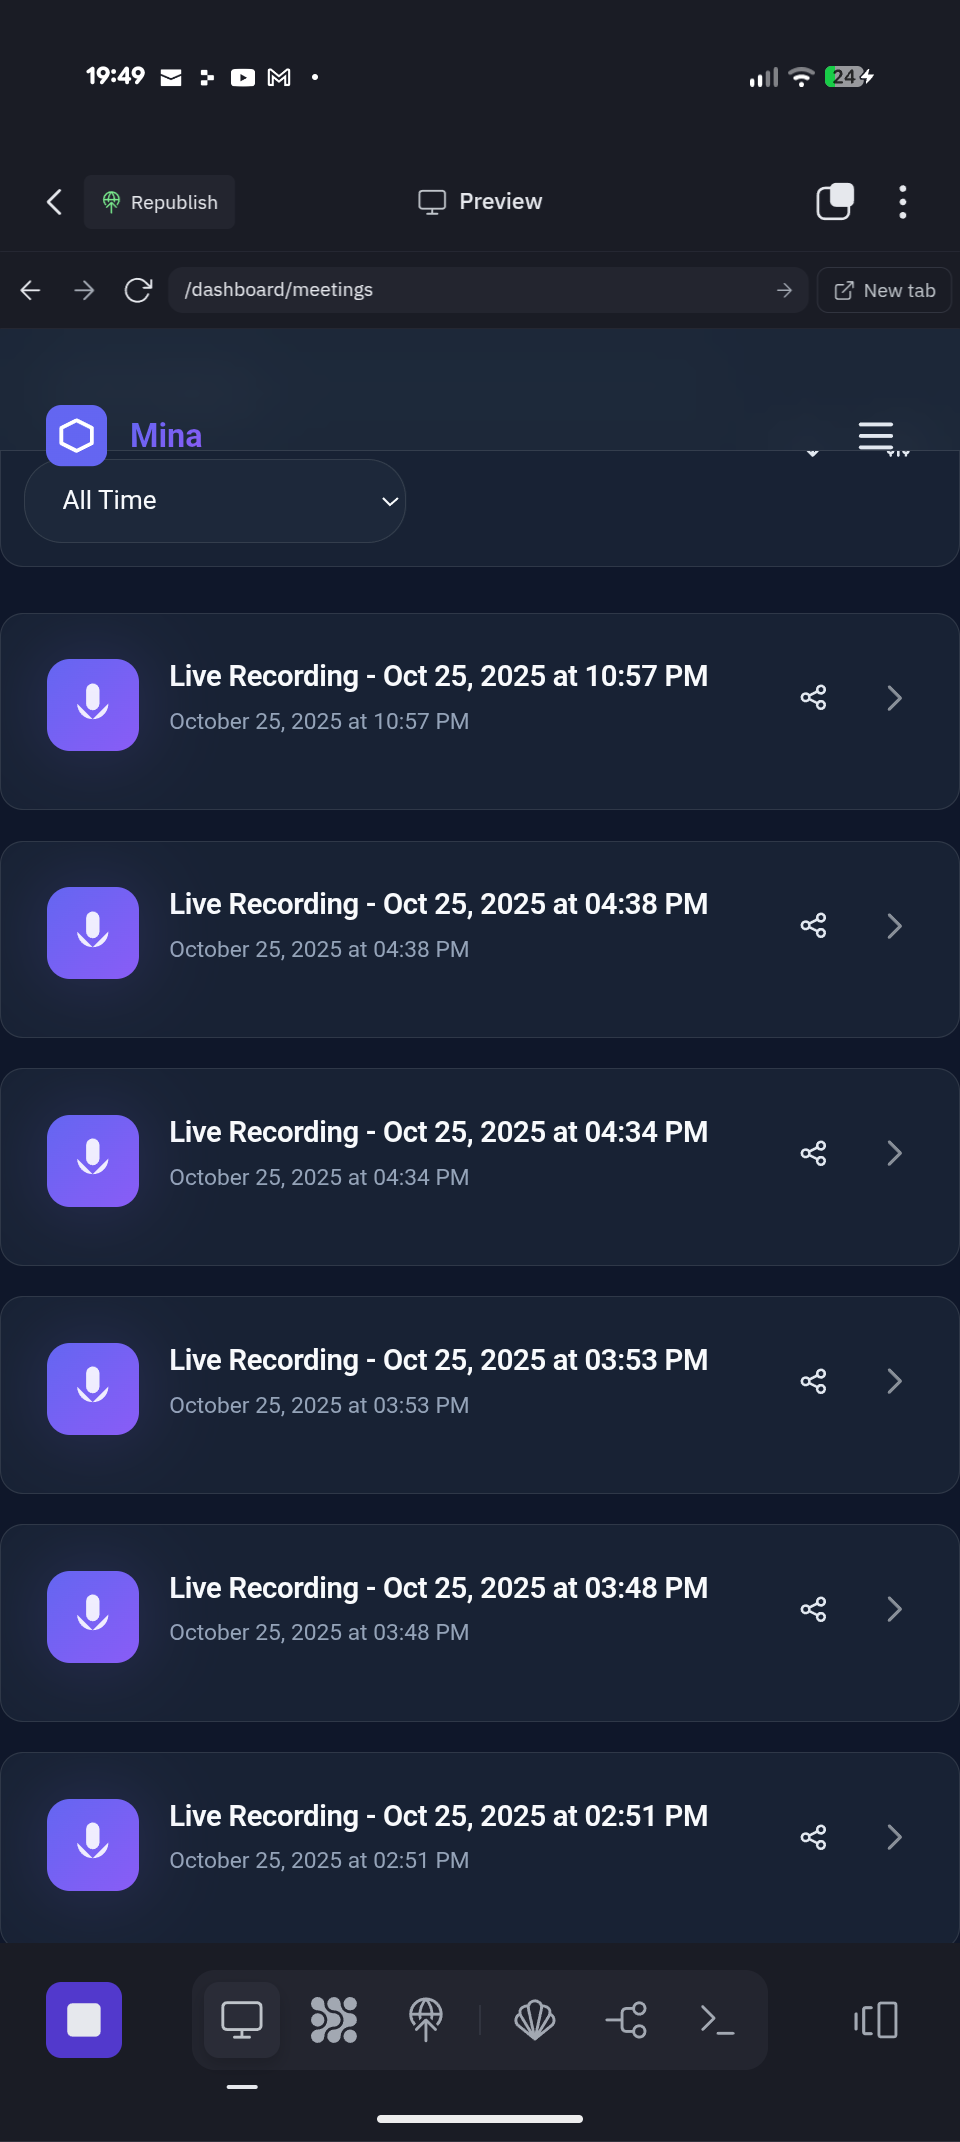 19:49
24
Republish
Preview
/dashboard/meetings
New tab
Mina
All Time
Live Recording - Oct 25, 2025 at 10:57 PM
October 25, 2025 at 10:57 PM
Live Recording - Oct 25, 2025 at 04:38 PM
October 25, 2025 at 04:38 PM
Live Recording - Oct 25, 2025 at 04:34 PM
October 25, 2025 at 04:34 PM
Live Recording - Oct 25, 2025 at 03:53 PM
October 25, 2025 at 03:53 PM
Live Recording - Oct 25, 2025 at 03:48 PM
October 25, 2025 at 03:48 PM
Live Recording - Oct 25, 2025 at 02:51 PM
October 25, 2025 at 02:51 PM